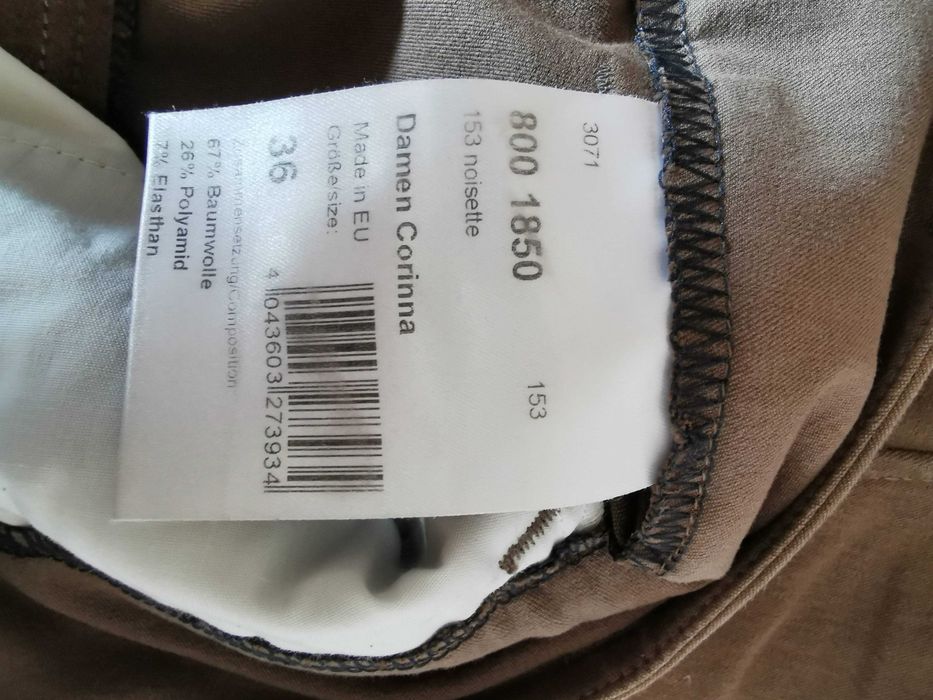 3071
800 1850 153
153 noisette
Damen Corinna
Made in EU
Größe/size:
36
4 043603 273934
Zusammensetzung/Composition
67% Baumwolle
26% Polyamid
7% Elasthan